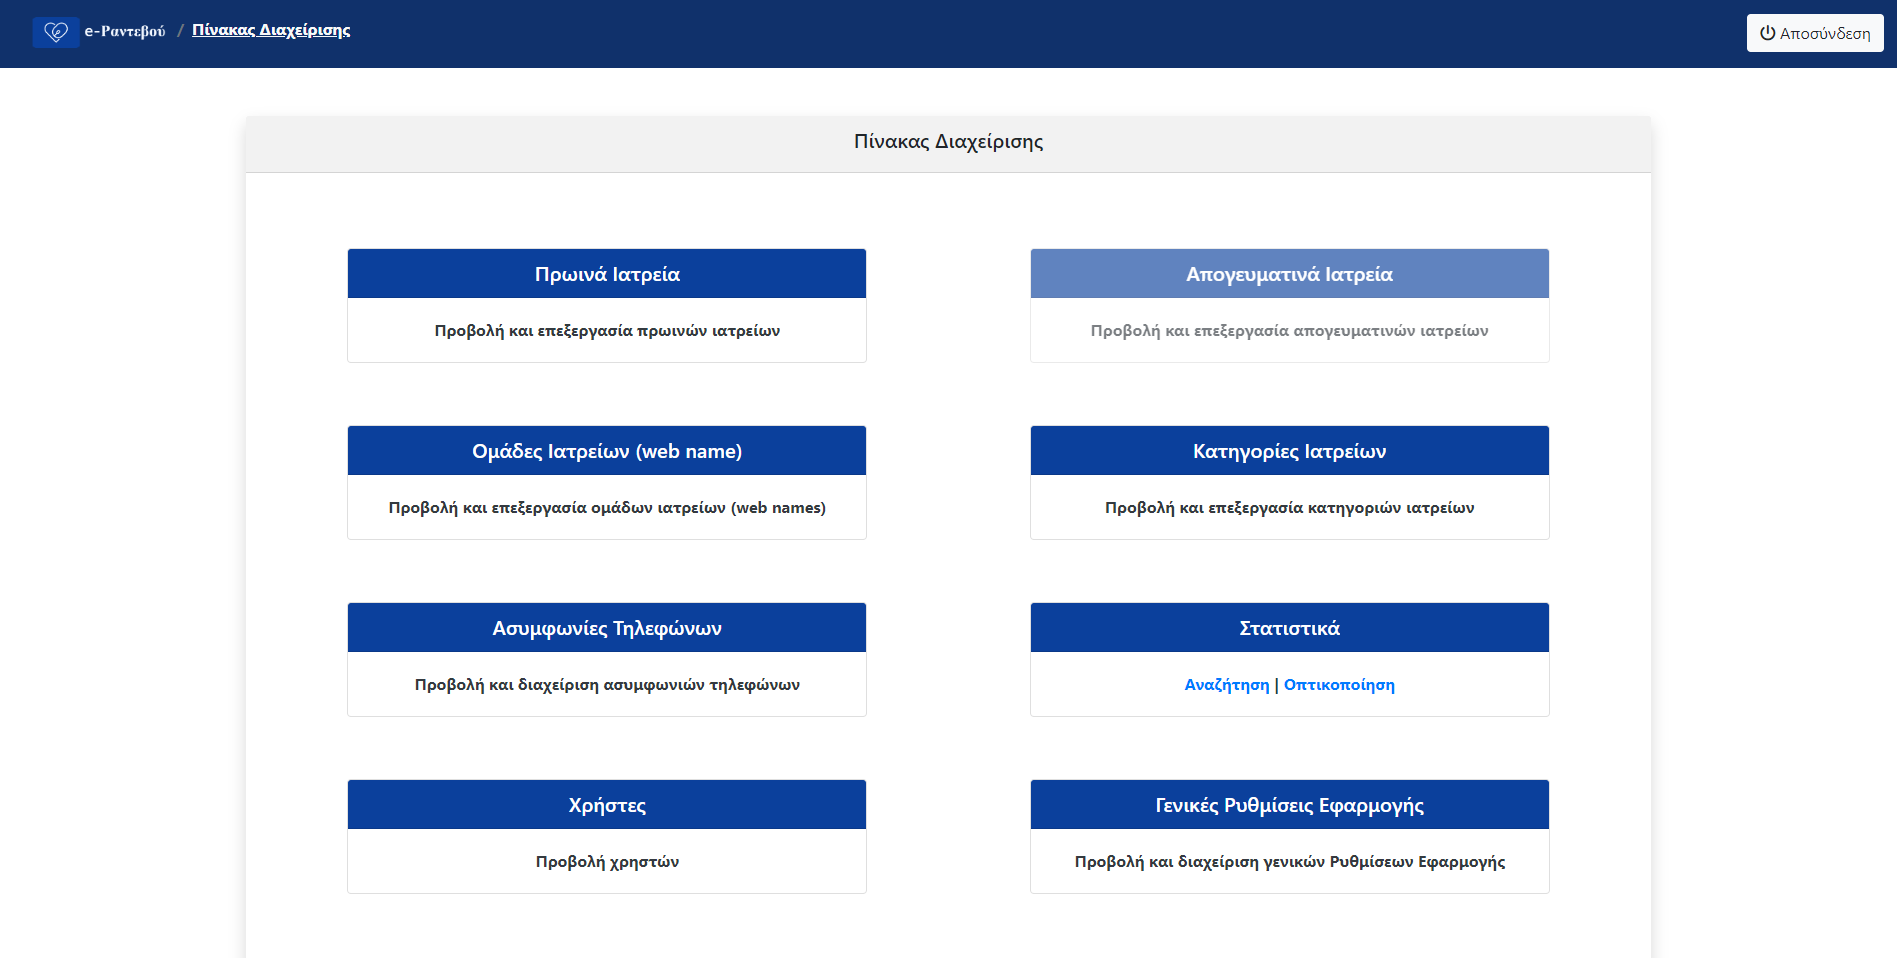 e-Ραντεβού / Πίνακας Διαχείρισης
Αποσύνδεση
Πίνακας Διαχείρισης
Πρωινά Ιατρεία
Προβολή και επεξεργασία πρωινών ιατρείων
Απογευματινά Ιατρεία
Προβολή και επεξεργασία απογευματινών ιατρείων
Ομάδες Ιατρείων (web name)
Προβολή και επεξεργασία ομάδων ιατρείων (web names)
Κατηγορίες Ιατρείων
Προβολή και επεξεργασία κατηγοριών ιατρείων
Ασυμφωνίες Τηλεφώνων
Προβολή και διαχείριση ασυμφωνιών τηλεφώνων
Στατιστικά
Αναζήτηση | Οπτικοποίηση
Χρήστες
Προβολή χρηστών
Γενικές Ρυθμίσεις Εφαρμογής
Προβολή και διαχείριση γενικών Ρυθμίσεων Εφαρμογής